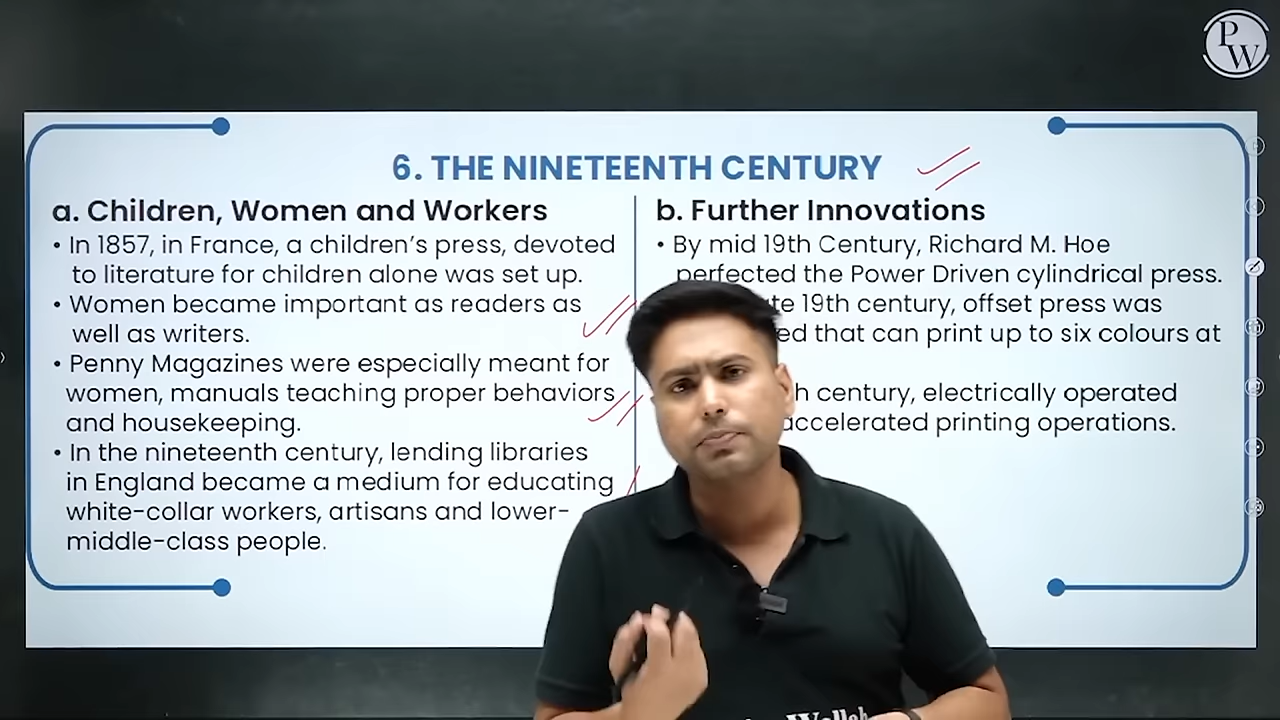 P
W
6. THE NINETEENTH CENTURY
a. Children, Women and Workers
• In 1857, in France, a children's press, devoted
to literature for children alone was set up.
• Women became important as readers as
well as writers.
• Penny Magazines were especially meant for
women, manuals teaching proper behaviors
and housekeeping.
• In the nineteenth century, lending libraries
in England became a medium for educating
white-collar workers, artisans and lower-
middle-class people.
b. Further Innovations
• By mid 19th Century, Richard M. Hoe
perfected the Power Driven cylindrical press.
19th century, offset press was
that can print up to six colours at
century, electrically operated
accelerated printing operations.
Wallah